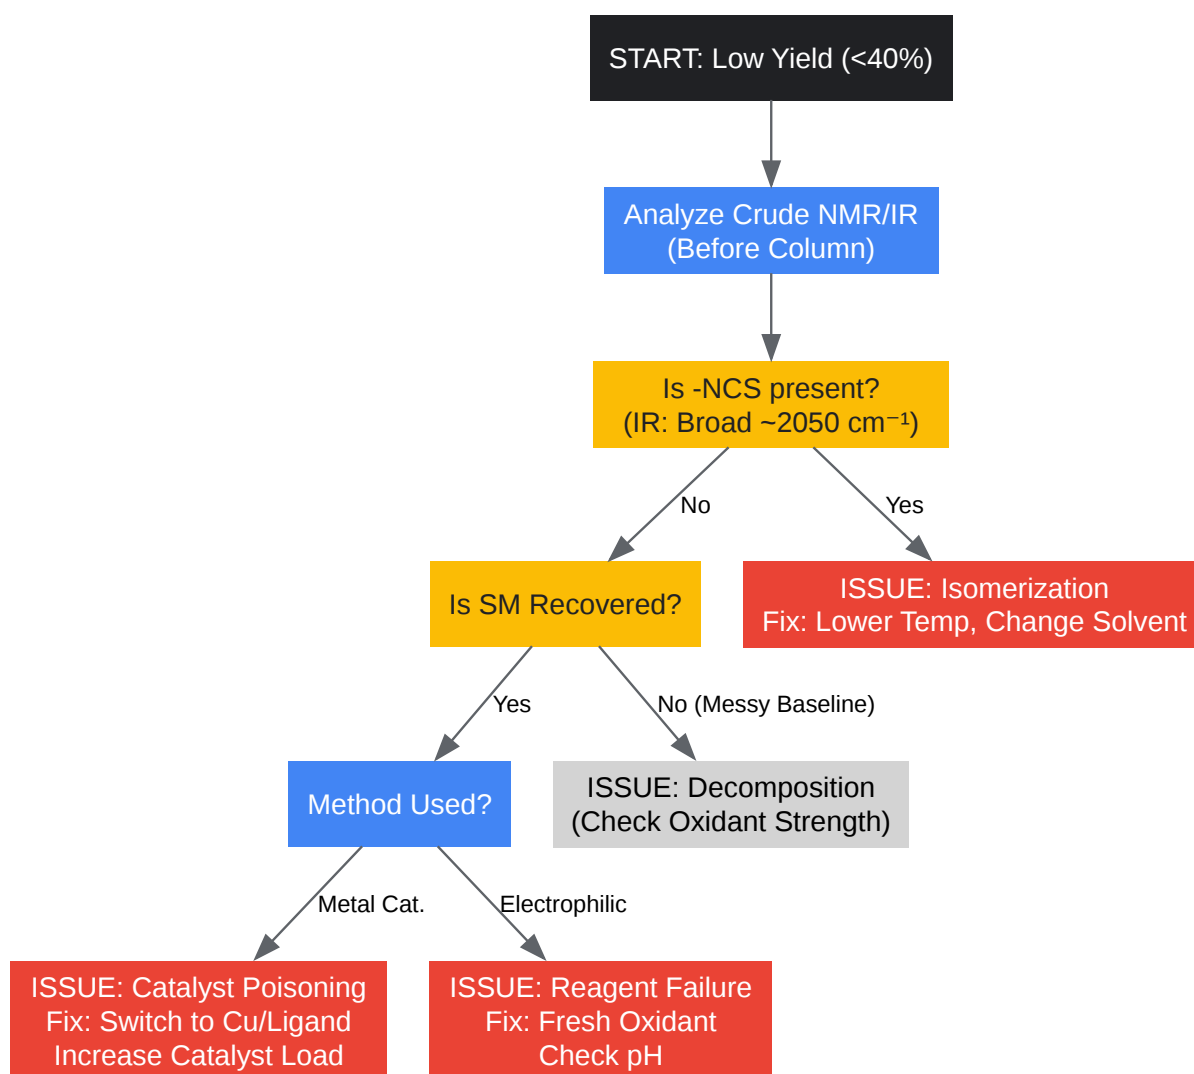 START: Low Yield (<40%)
Analyze Crude NMR/IR
(Before Column)
Is -NCS present?
(IR: Broad ~2050 cm⁻¹)
No
Yes
Is SM Recovered?
ISSUE: Isomerization
Fix: Lower Temp, Change Solvent
Yes
No (Messy Baseline)
Method Used?
ISSUE: Decomposition
(Check Oxidant Strength)
Metal Cat.
Electrophilic
ISSUE: Catalyst Poisoning
Fix: Switch to Cu/Ligand
Increase Catalyst Load
ISSUE: Reagent Failure
Fix: Fresh Oxidant
Check pH